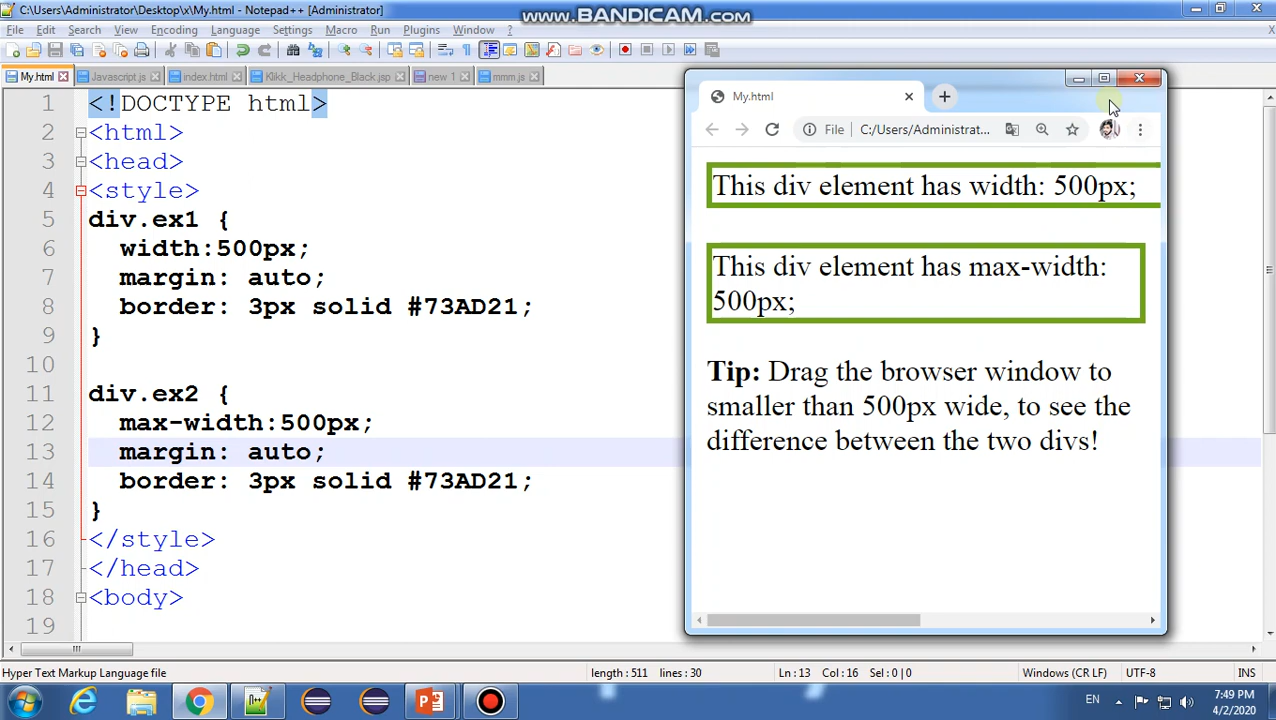 C:\Users\Administrator\Desktop\x\My.html - Notepad++ [Administrator]
www.BANDICAM.com
File Edit Search View Encoding Language Settings Macro Run Plugins Window ?
X
My.html Javascript.js index.html Klikk_Headphone_Black.jsp new 1 mmm.js
1 <!DOCTYPE html>
2 <html>
3 <head>
4 <style>
5 div.ex1 {
6 width:500px;
7 margin: auto;
8 border: 3px solid #73AD21;
9 }
10
11 div.ex2 {
12 max-width:500px;
13 margin: auto;
14 border: 3px solid #73AD21;
15 }
16 </style>
17 </head>
18 <body>
19
My.html
File C:/Users/Administrat...
This div element has width: 500px;
This div element has max-width:
500px;
Tip: Drag the browser window to
smaller than 500px wide, to see the
difference between the two divs!
Hyper Text Markup Language file length : 511 lines : 30 Ln : 13 Col : 16 Sel : 0 | 0 Windows (CR LF) UTF-8 INS
EN
7:49 PM
4/2/2020